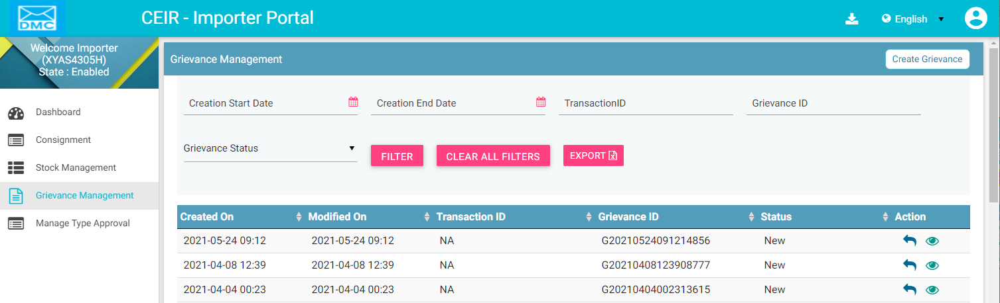 DMC
CEIR - Importer Portal
English
Welcome Importer
(XYAS4305H)
State : Enabled
Dashboard
Consignment
Stock Management
Grievance Management
Manage Type Approval
Grievance Management
Create Grievance
Creation Start Date
Creation End Date
TransactionID
Grievance ID
Grievance Status
FILTER
CLEAR ALL FILTERS
EXPORT
Created On Modified On Transaction ID Grievance ID Status Action
2021-05-24 09:12 2021-05-24 09:12 NA G20210524091214856 New
2021-04-08 12:39 2021-04-08 12:39 NA G20210408123908777 New
2021-04-04 00:23 2021-04-04 00:23 NA G20210404002313615 New